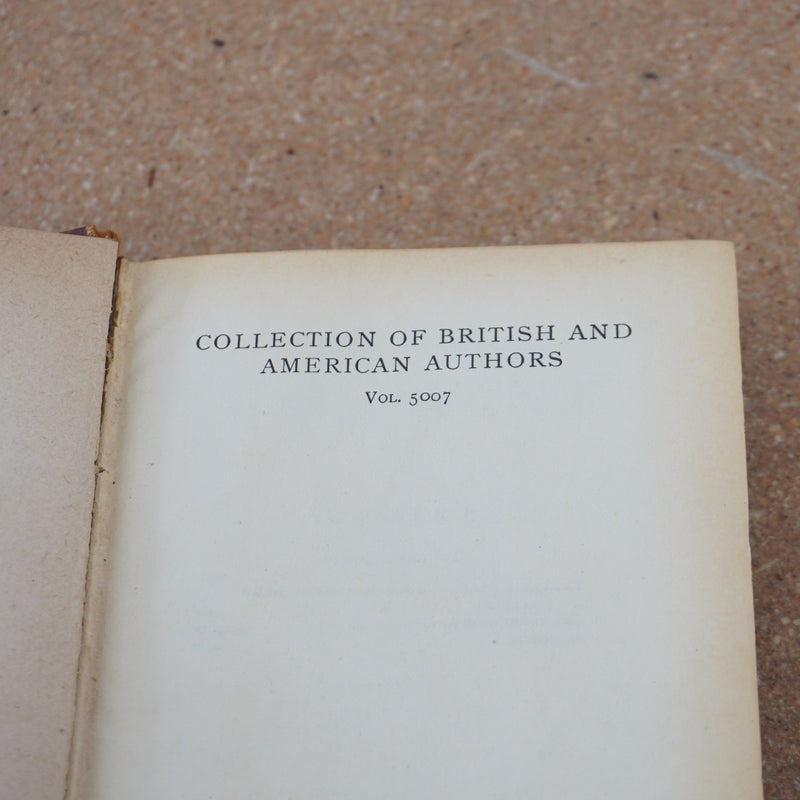 COLLECTION OF BRITISH AND
AMERICAN AUTHORS
VOL. 5007